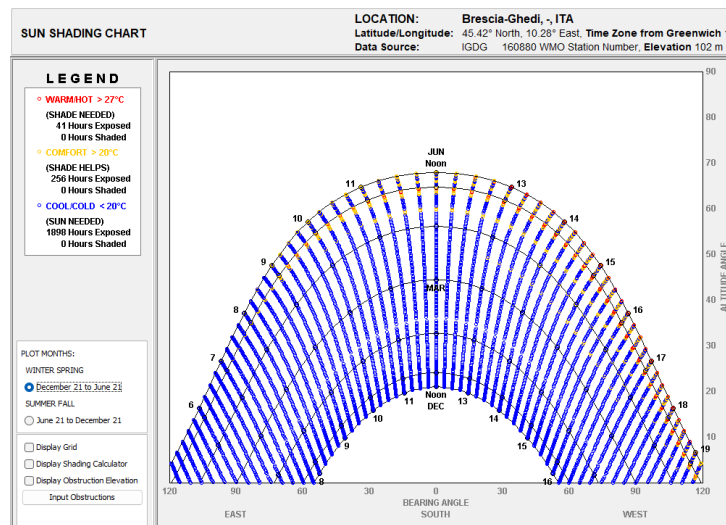 SUN SHADING CHART
LOCATION: Brescia-Ghedi, -, ITA
Latitude/Longitude: 45.42° North, 10.28° East, Time Zone from Greenwich 1
Data Source: IGDG 160880 WMO Station Number, Elevation 102 m
LEGEND
WARM/HOT > 27°C
(SHADE NEEDED)
41 Hours Exposed
0 Hours Shaded
COMFORT > 20°C
(SHADE HELPS)
256 Hours Exposed
0 Hours Shaded
COOL/COLD < 20°C
(SUN NEEDED)
1898 Hours Exposed
0 Hours Shaded
PLOT MONTHS:
WINTER SPRING
December 21 to June 21
SUMMER FALL
June 21 to December 21
Display Grid
Display Shading Calculator
Display Obstruction Elevation
Input Obstructions
90
80
70
60
50
40
30
20
10
ALTITUDE ANGLE
JUN
Noon
11
13
10
14
9
15
8
16
7
17
6
18
19
MAR
Noon
DEC
11
13
10
14
9
15
8
16
120 90 60 30 0 30 60 90 120
BEARING ANGLE
EAST SOUTH WEST